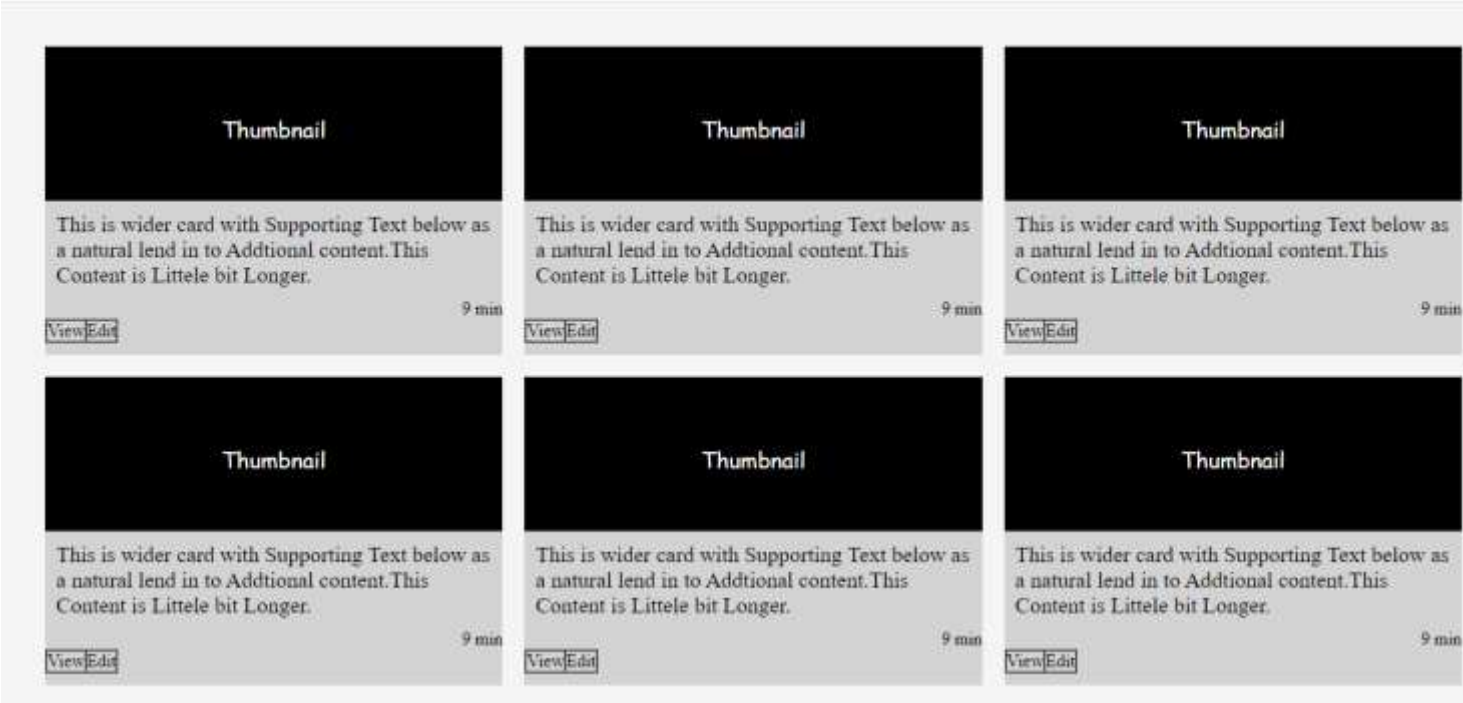 Thumbnail
Thumbnail
Thumbnail
This is wider card with Supporting Text below as
a natural lend in to Addtional content.This
Content is Littele bit Longer.
9 min
View Edit
This is wider card with Supporting Text below as
a natural lend in to Addtional content.This
Content is Littele bit Longer.
9 min
View Edit
This is wider card with Supporting Text below as
a natural lend in to Addtional content.This
Content is Littele bit Longer.
9 min
View Edit
Thumbnail
Thumbnail
Thumbnail
This is wider card with Supporting Text below as
a natural lend in to Addtional content.This
Content is Littele bit Longer.
9 min
View Edit
This is wider card with Supporting Text below as
a natural lend in to Addtional content.This
Content is Littele bit Longer.
9 min
View Edit
This is wider card with Supporting Text below as
a natural lend in to Addtional content.This
Content is Littele bit Longer.
9 min
View Edit